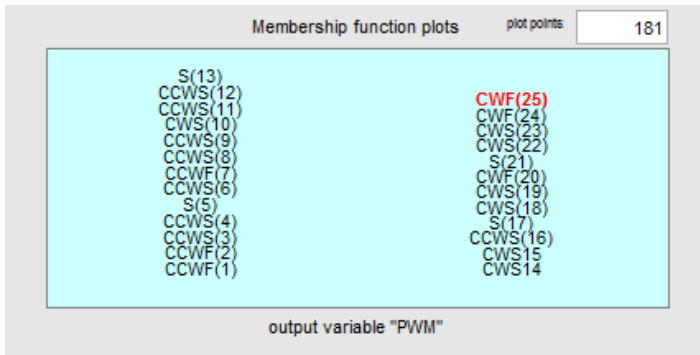 Membership function plots
plot points:
181
S(13)
CCWS(12)
CCWS(11)
CWS(10)
CCWS(9)
CCWS(8)
CCWF(7)
CCWS(6)
S(5)
CCWS(4)
CCWS(3)
CCWF(2)
CCWF(1)
CWF(25)
CWF(24)
CWS(23)
CWS(22)
S(21)
CWF(20)
CWS(19)
CWS(18)
S(17)
CCWS(16)
CWS15
CWS14
output variable "PWM"